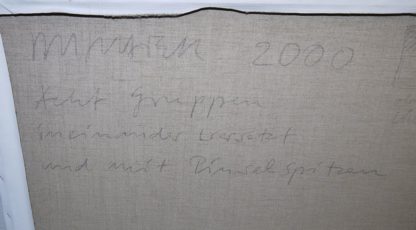 2000
Acht Gruppen
ineinander versetzt
und mit Pinselspitzen